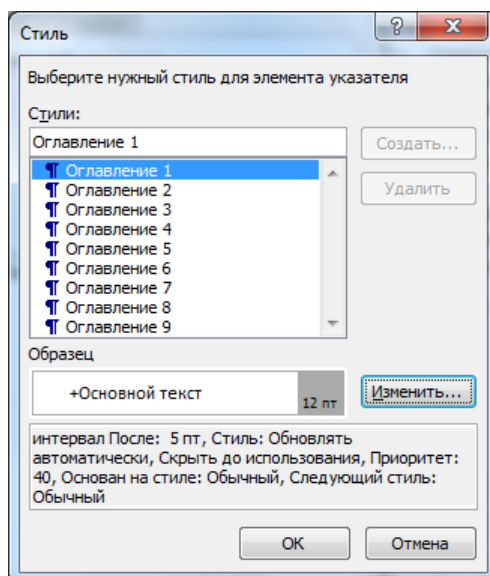 Стиль
Выберите нужный стиль для элемента указателя
Стили:
Оглавление 1
Создать...
¶ Оглавление 1
Удалить
¶ Оглавление 2
¶ Оглавление 3
¶ Оглавление 4
¶ Оглавление 5
¶ Оглавление 6
¶ Оглавление 7
¶ Оглавление 8
¶ Оглавление 9
Образец
+Основной текст
12 пт
Изменить...
интервал После:  5 пт, Стиль: Обновлять
автоматически, Скрыть до использования, Приоритет:
40, Основан на стиле: Обычный, Следующий стиль:
Обычный
ОК
Отмена